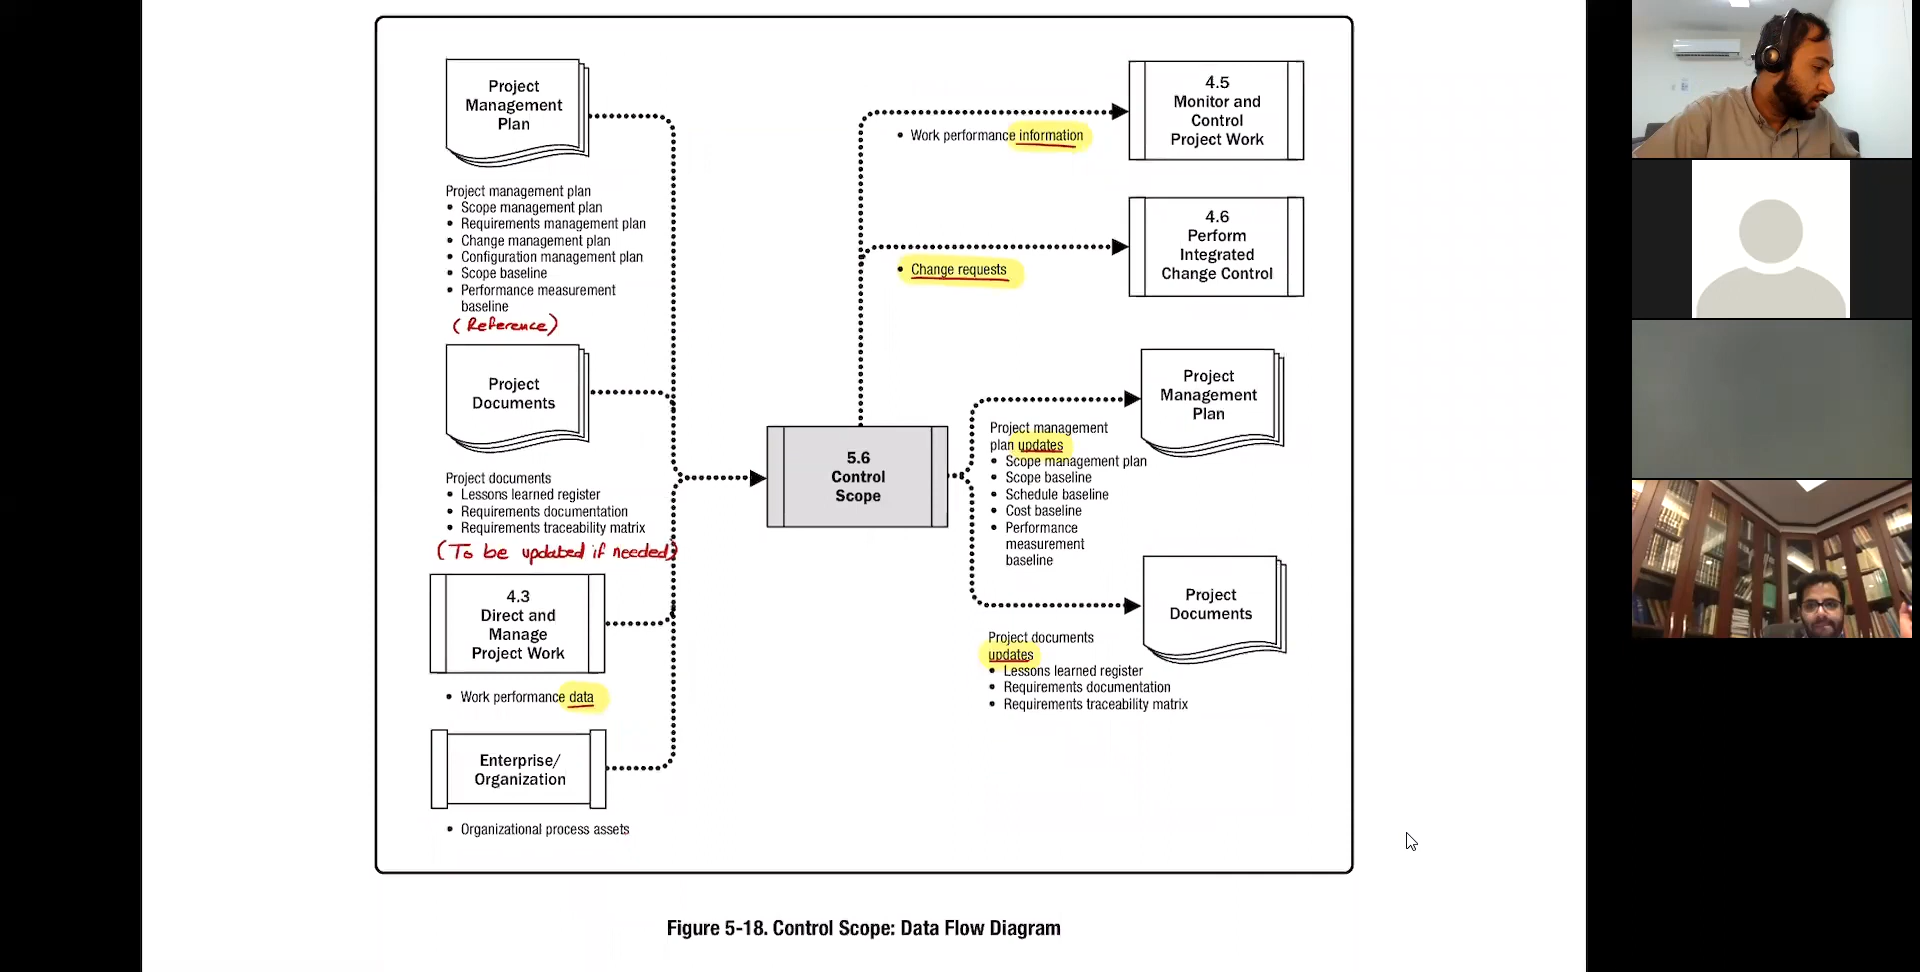 Project
Management
Plan
Project management plan
• Scope management plan
• Requirements management plan
• Change management plan
• Configuration management plan
• Scope baseline
• Performance measurement
baseline
(Reference)
Project
Documents
Project documents
• Lessons learned register
• Requirements documentation
• Requirements traceability matrix
(To be updated if needed)
4.3
Direct and
Manage
Project Work
• Work performance data
Enterprise/
Organization
• Organizational process assets
5.6
Control
Scope
• Work performance information
4.5
Monitor and
Control
Project Work
• Change requests
4.6
Perform
Integrated
Change Control
Project management
plan updates
• Scope management plan
• Scope baseline
• Schedule baseline
• Cost baseline
• Performance
measurement
baseline
Project
Management
Plan
Project documents
updates
• Lessons learned register
• Requirements documentation
• Requirements traceability matrix
Project
Documents
Figure 5-18. Control Scope: Data Flow Diagram